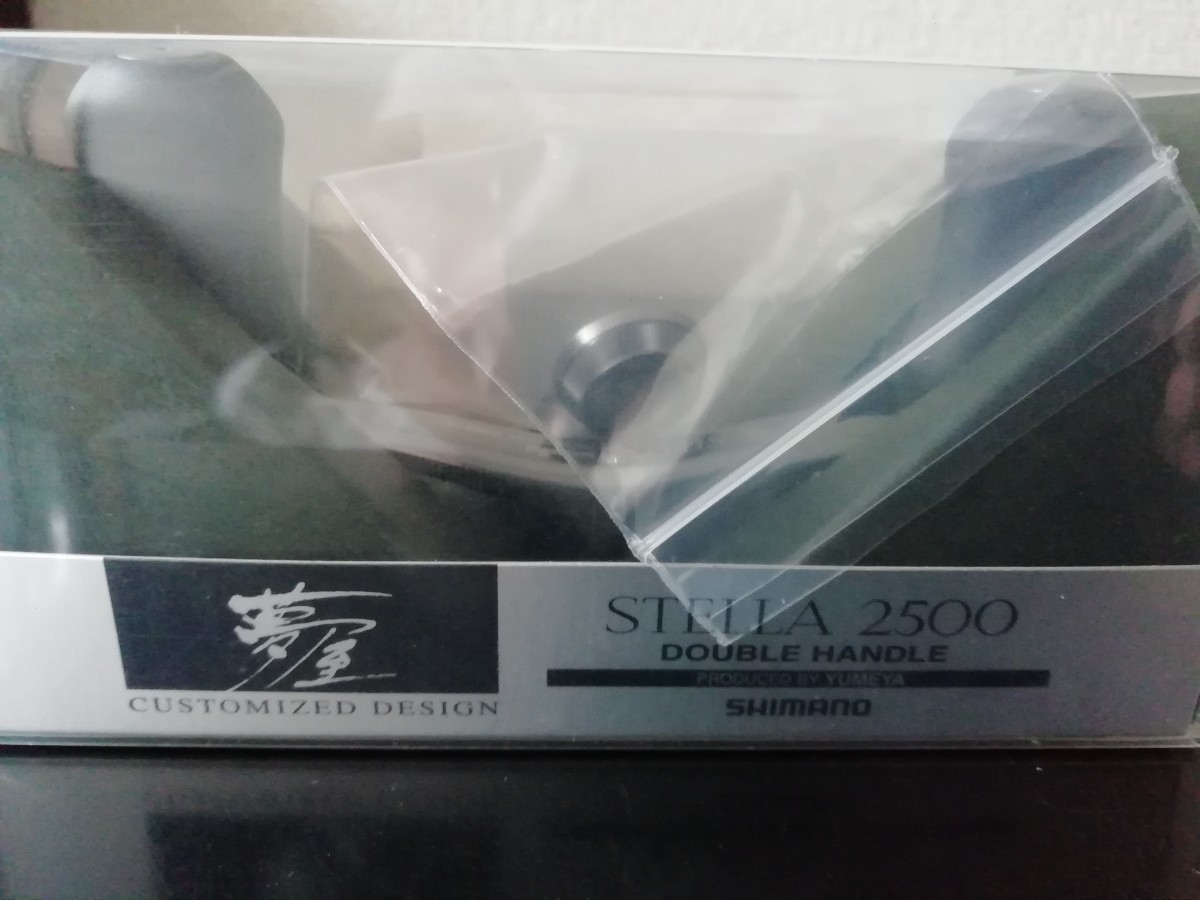 夢屋
CUSTOMIZED DESIGN
STELLA 2500
DOUBLE HANDLE
PRODUCED BY YUMEYA
SHIMANO